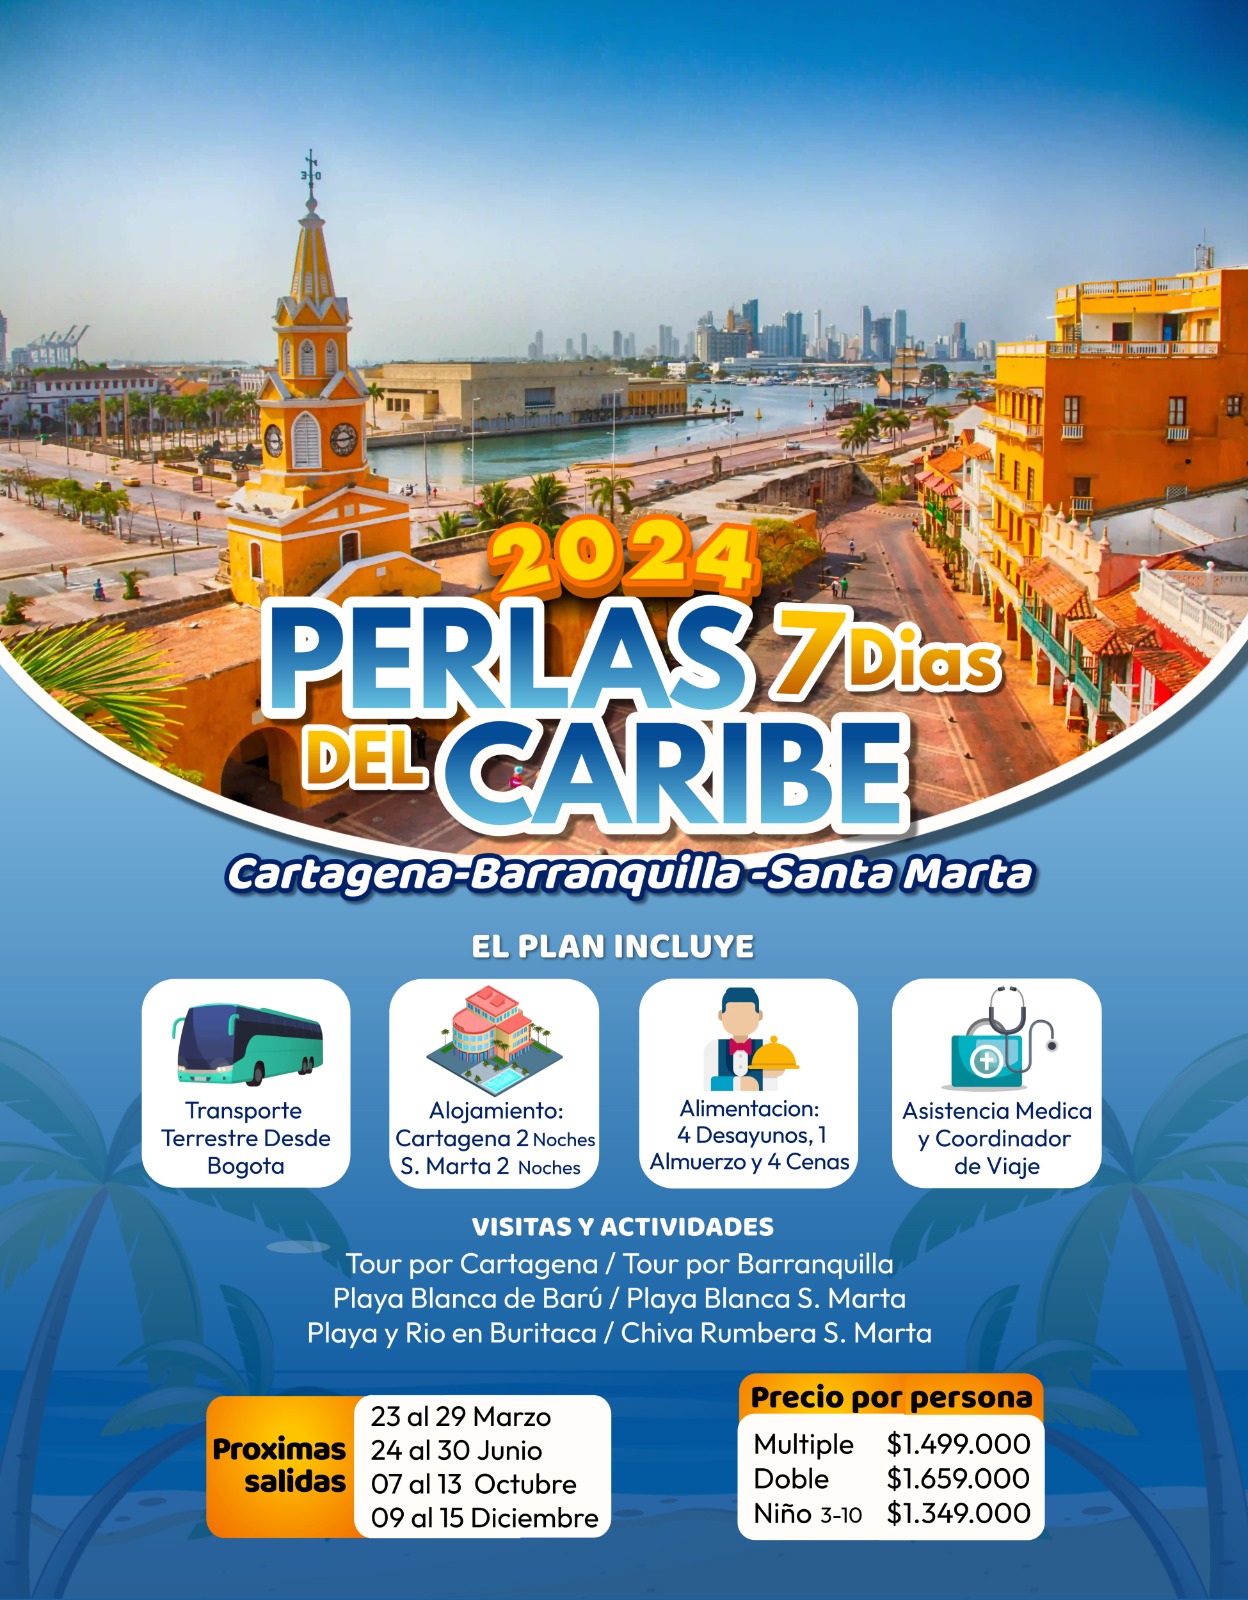 2024
PERLAS 7 Dias
DEL CARIBE
Cartagena-Barranquilla -Santa Marta
EL PLAN INCLUYE
Transporte
Terrestre Desde
Bogota
Alojamiento:
Cartagena 2 Noches
S. Marta 2 Noches
Alimentacion:
4 Desayunos, 1
Almuerzo y 4 Cenas
Asistencia Medica
y Coordinador
de Viaje
VISITAS Y ACTIVIDADES
Tour por Cartagena / Tour por Barranquilla
Playa Blanca de Barú / Playa Blanca S. Marta
Playa y Rio en Buritaca / Chiva Rumbera S. Marta
Proximas
salidas
23 al 29 Marzo
24 al 30 Junio
07 al 13 Octubre
09 al 15 Diciembre
Precio por persona
Multiple $1.499.000
Doble $1.659.000
Niño 3-10 $1.349.000